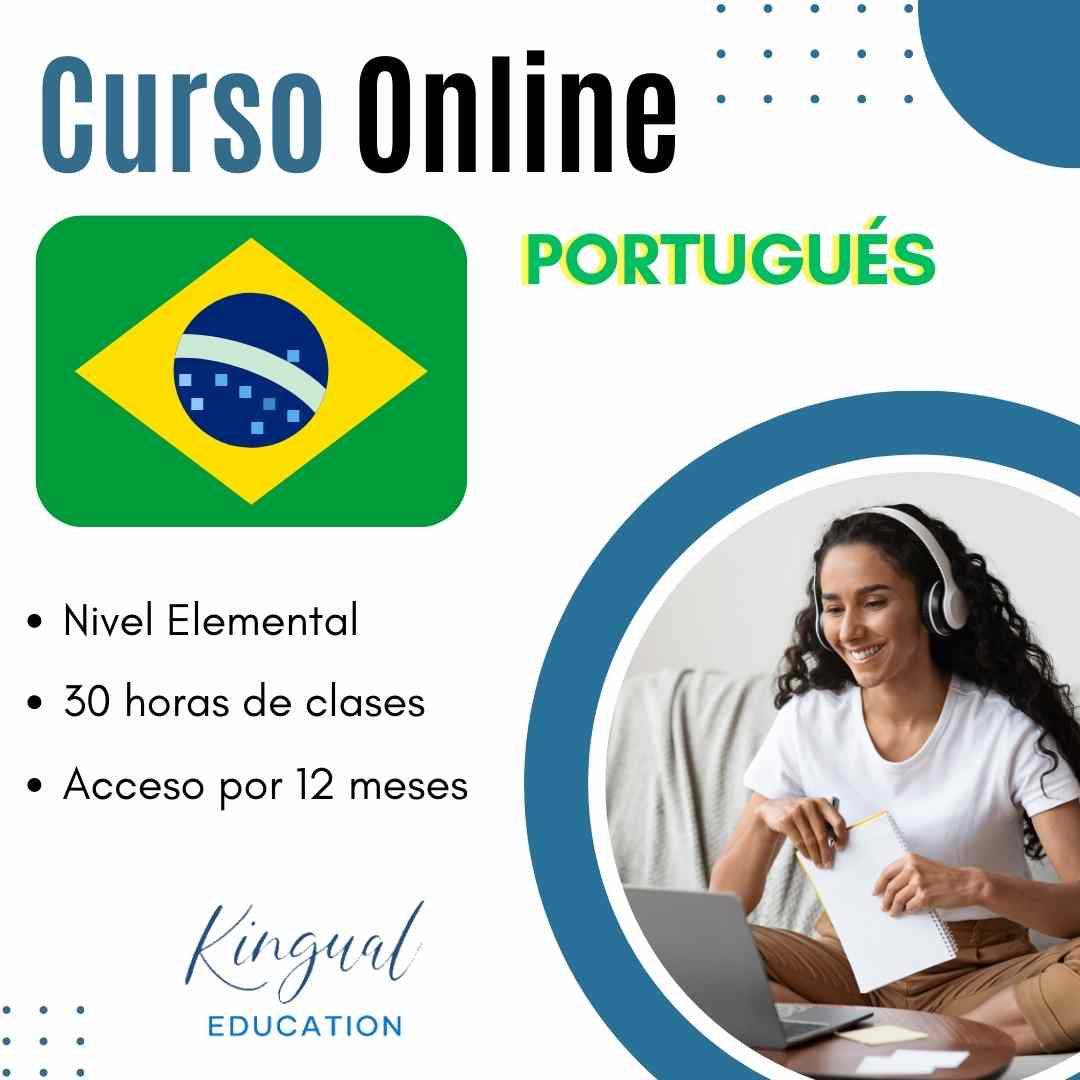 Curso Online
PORTUGUÉS
• Nivel Elemental
• 30 horas de clases
• Acceso por 12 meses
Kingual
EDUCATION